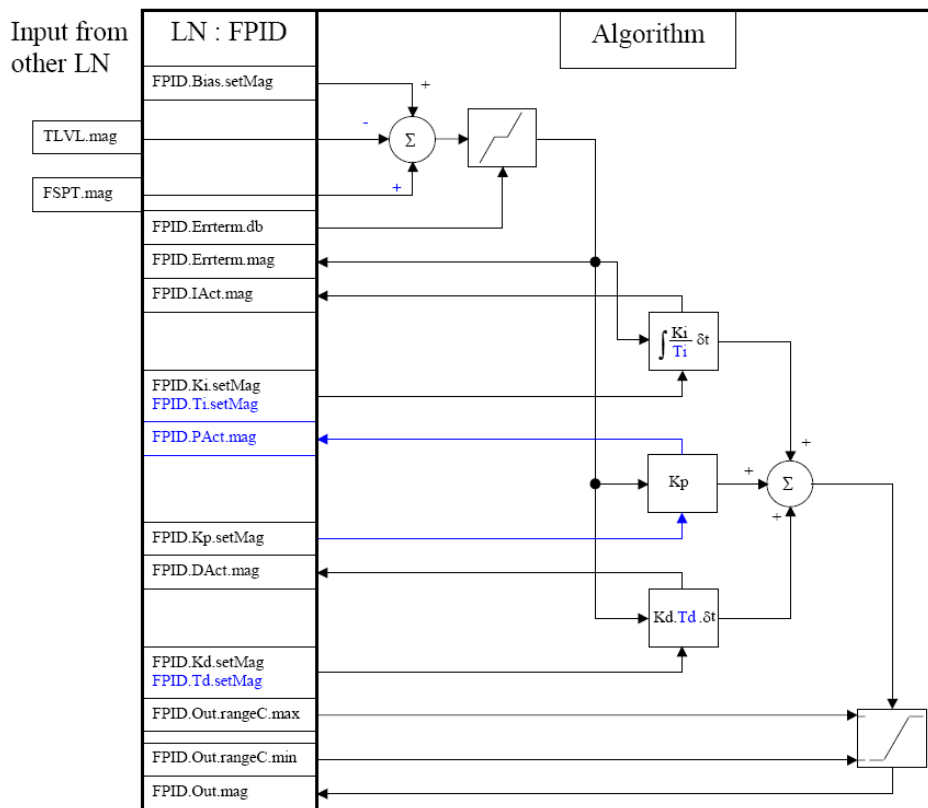 Input from
other LN
LN : FPID
Algorithm
FPID.Bias.setMag
+
TLVL.mag
-
Σ
FSPT.mag
+
FPID.Errterm.db
FPID.Errterm.mag
FPID.IAct.mag
∫ Ki/Ti δt
FPID.Ki.setMag
FPID.Ti.setMag
FPID.PAct.mag
+
Kp
+
Σ
+
FPID.Kp.setMag
FPID.DAct.mag
Kd.Td.δt
FPID.Kd.setMag
FPID.Td.setMag
FPID.Out.rangeC.max
FPID.Out.rangeC.min
FPID.Out.mag